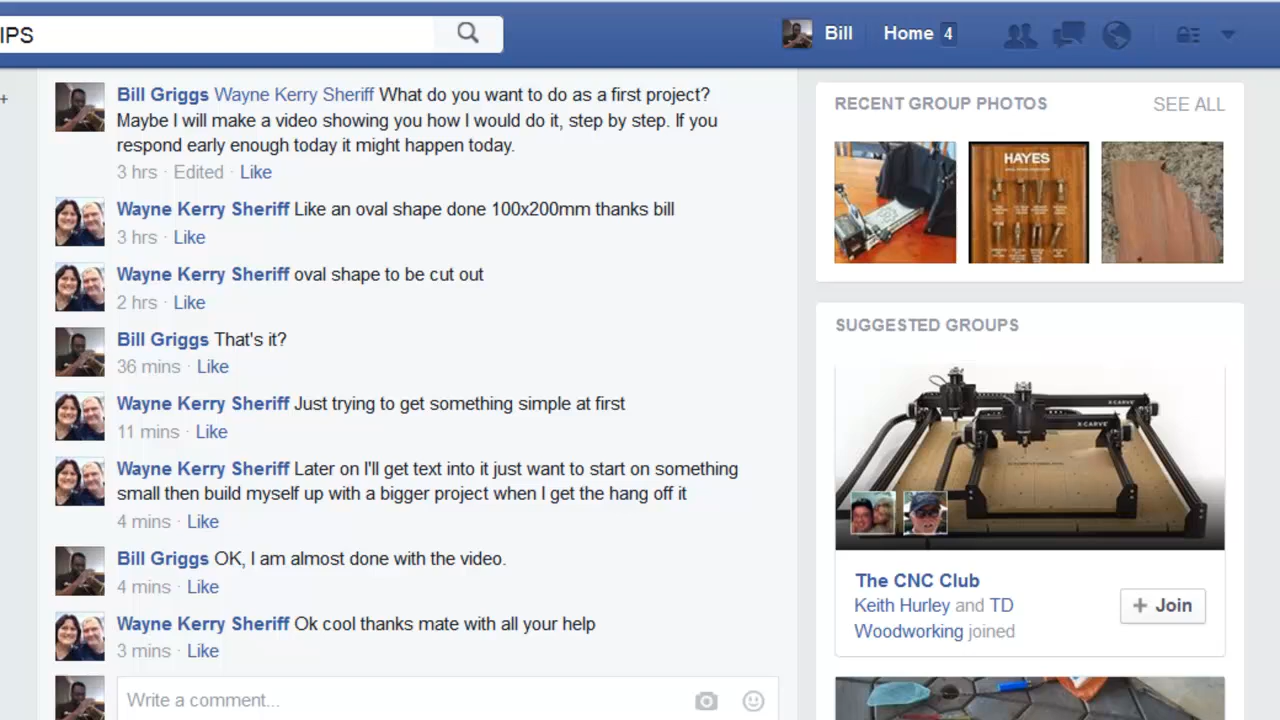 IPS
Bill
Home 4
+
Bill Griggs Wayne Kerry Sheriff What do you want to do as a first project?
Maybe I will make a video showing you how I would do it, step by step. If you
respond early enough today it might happen today.
3 hrs · Edited · Like
Wayne Kerry Sheriff Like an oval shape done 100x200mm thanks bill
3 hrs · Like
Wayne Kerry Sheriff oval shape to be cut out
2 hrs · Like
Bill Griggs That's it?
36 mins · Like
Wayne Kerry Sheriff Just trying to get something simple at first
11 mins · Like
Wayne Kerry Sheriff Later on I'll get text into it just want to start on something
small then build myself up with a bigger project when I get the hang off it
4 mins · Like
Bill Griggs OK, I am almost done with the video.
4 mins · Like
Wayne Kerry Sheriff Ok cool thanks mate with all your help
3 mins · Like
Write a comment...
RECENT GROUP PHOTOS SEE ALL
HAYES
SUGGESTED GROUPS
X-CARVE
X-CARVE
The CNC Club
Keith Hurley and TD
Woodworking joined
+ Join